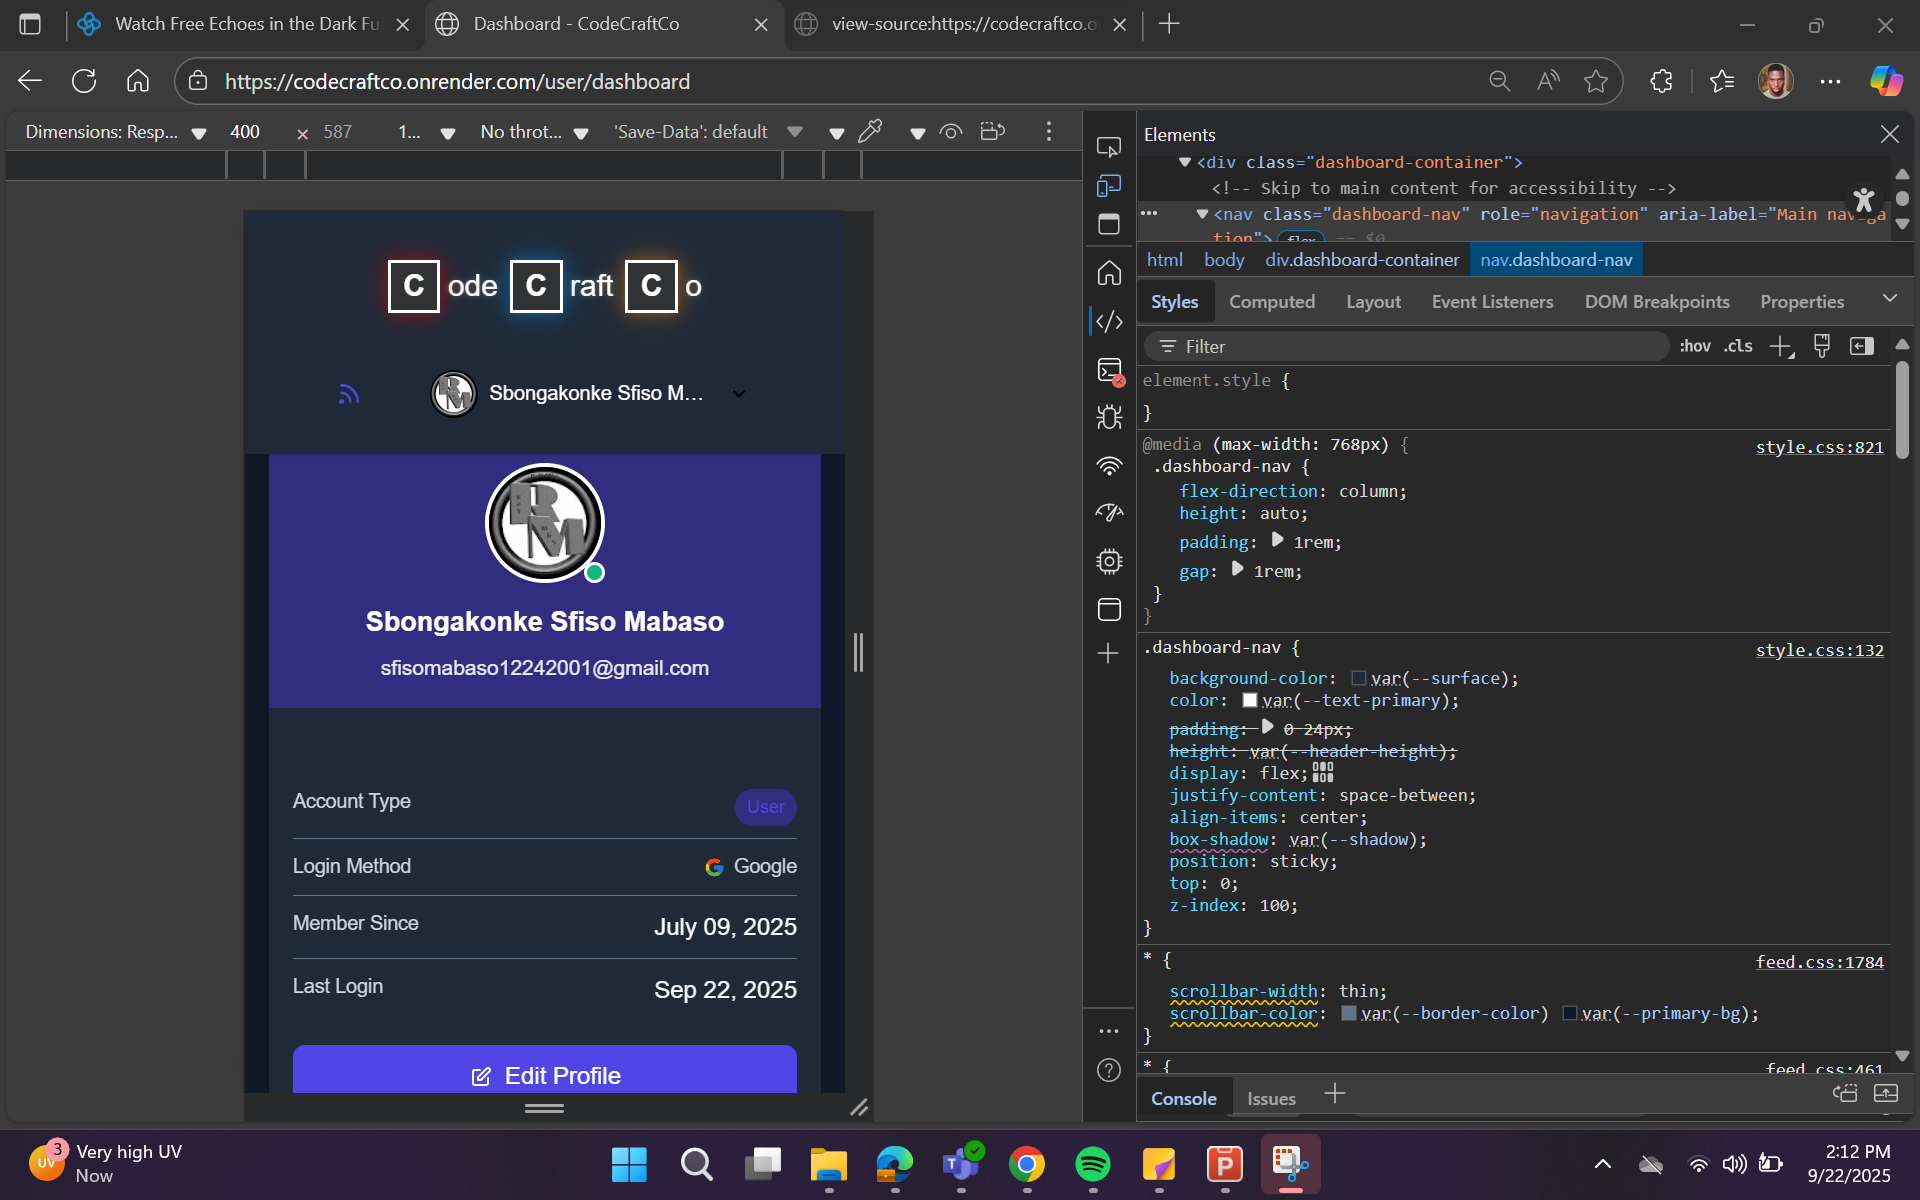 Watch Free Echoes in the Dark Fu
Dashboard - CodeCraftCo
view-source:https://codecraftco.o
https://codecraftco.onrender.com/user/dashboard
Dimensions: Resp... 400 × 587 1... No throt... 'Save-Data': default
Elements
<div class="dashboard-container">
<!-- Skip to main content for accessibility -->
<nav class="dashboard-nav" role="navigation" aria-label="Main naviga
tion"> flex == $0
html body div.dashboard-container nav.dashboard-nav
Styles Computed Layout Event Listeners DOM Breakpoints Properties
Filter :hov .cls
element.style {
}
@media (max-width: 768px) { style.css:821
.dashboard-nav {
flex-direction: column;
height: auto;
padding: 1rem;
gap: 1rem;
}
}
.dashboard-nav { style.css:132
background-color: var(--surface);
color: var(--text-primary);
padding: 0 24px;
height: var(--header-height);
display: flex;
justify-content: space-between;
align-items: center;
box-shadow: var(--shadow);
position: sticky;
top: 0;
z-index: 100;
}
* { feed.css:1784
scrollbar-width: thin;
scrollbar-color: var(--border-color) var(--primary-bg);
}
* { feed.css:461
Console Issues
C ode C raft C o
Sbongakonke Sfiso M...
Sbongakonke Sfiso Mabaso
sfisomabaso12242001@gmail.com
Account Type User
Login Method Google
Member Since July 09, 2025
Last Login Sep 22, 2025
Edit Profile
UV 3 Very high UV
Now
2:12 PM
9/22/2025